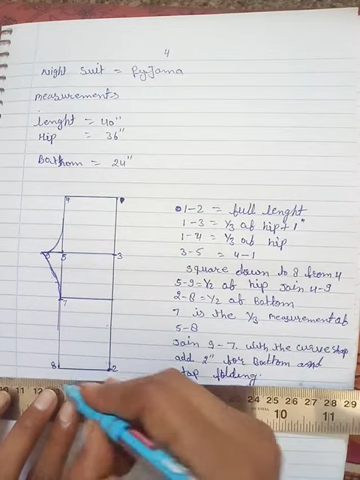 4
Night Suit = PyJama
measurements
Lenght = 40"
Hip = 36"
Bottom = 24"
4
3
5
7
8 2
1-2 = full lenght
1-3 = 1/3 of hip + 1"
1-4 = 1/3 of hip
3-5 = 4-1
square down to 8 from 4
5-9 = 1/2 of hip Join 4-9
2-8 = 1/2 of Bottom
7 is the 1/3 measurement of
5-8
Join 9-7. with the curve stop
add 2" for Bottom and
top folding.
10 11 12 24 25 26 27 28 29
10 11